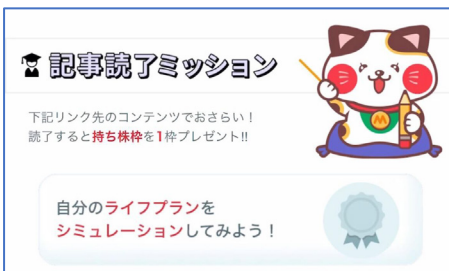 記事読了ミッション
下記リンク先のコンテンツでおさらい！
読了すると持ち株枠を1枠プレゼント!!
M
自分のライフプランを
シミュレーションしてみよう！